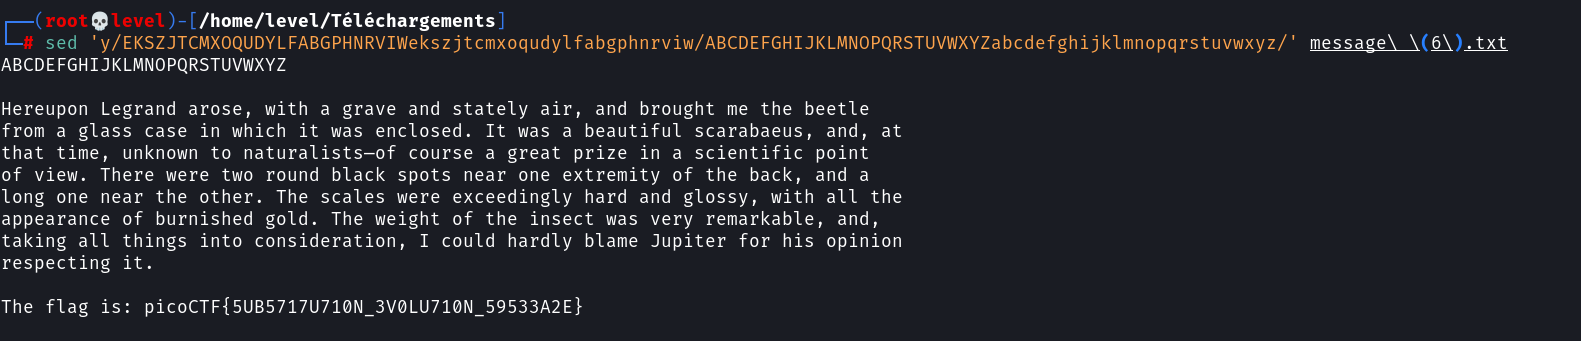 ┌──(root💀level)-[/home/level/Téléchargements]
└─# sed 'y/EKSZJTCMXOQUDYLFABGPHNRVIWekszjtcmxoqudylfabgphnrviw/ABCDEFGHIJKLMNOPQRSTUVWXYZabcdefghijklmnopqrstuvwxyz/' message\ \(6\).txt
ABCDEFGHIJKLMNOPQRSTUVWXYZ

Hereupon Legrand arose, with a grave and stately air, and brought me the beetle
from a glass case in which it was enclosed. It was a beautiful scarabaeus, and, at
that time, unknown to naturalists—of course a great prize in a scientific point
of view. There were two round black spots near one extremity of the back, and a
long one near the other. The scales were exceedingly hard and glossy, with all the
appearance of burnished gold. The weight of the insect was very remarkable, and,
taking all things into consideration, I could hardly blame Jupiter for his opinion
respecting it.

The flag is: picoCTF{5UB5717U710N_3V0LU710N_59533A2E}